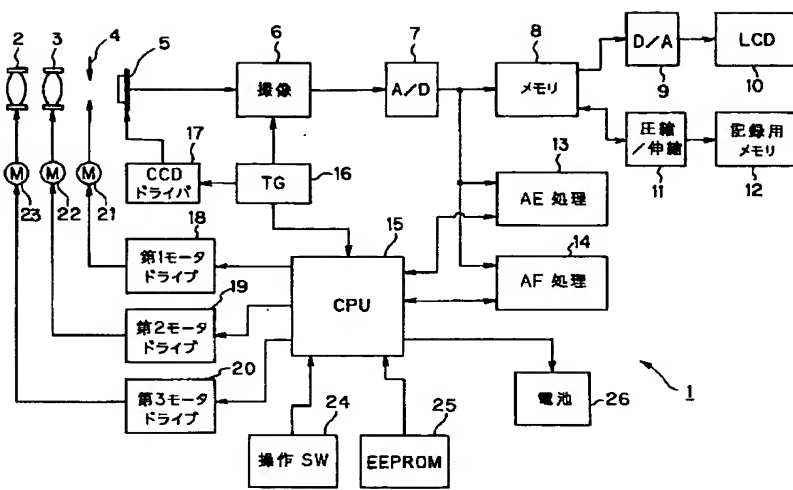 2
3
4
5
6
撮像
7
A/D
8
メモリ
D/A
9
LCD
10
圧縮
/伸縮
11
記録用
メモリ
12
M
23
M
22
M
21
17
CCD
ドライバ
TG
16
13
AE 処理
14
AF 処理
15
CPU
18
第1モータ
ドライブ
19
第2モータ
ドライブ
20
第3モータ
ドライブ
24
操作 SW
25
EEPROM
電池
26
1